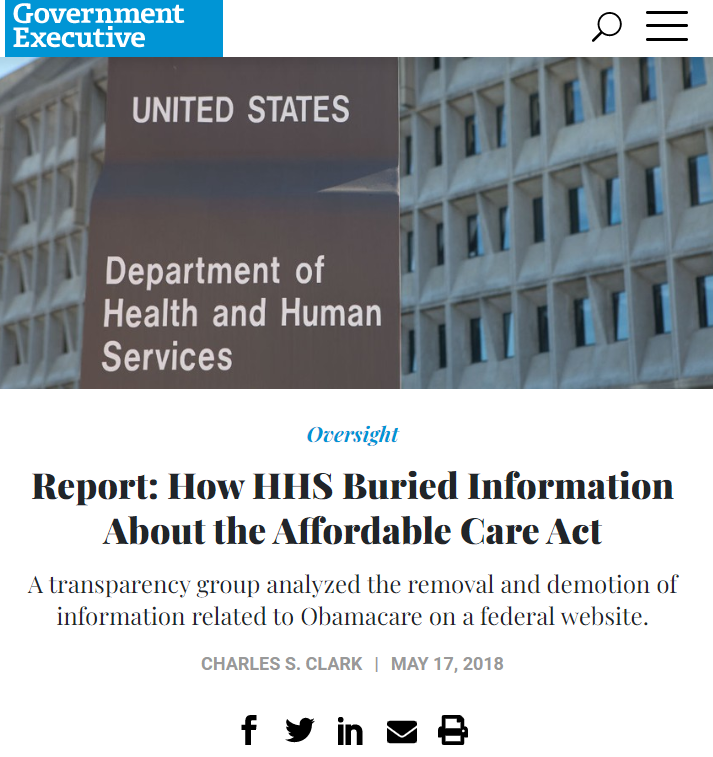 Government
Executive
UNITED STATES
Department of
Health and Human
Services
Oversight
Report: How HHS Buried Information
About the Affordable Care Act
A transparency group analyzed the removal and demotion of
information related to Obamacare on a federal website.
CHARLES S. CLARK | MAY 17, 2018